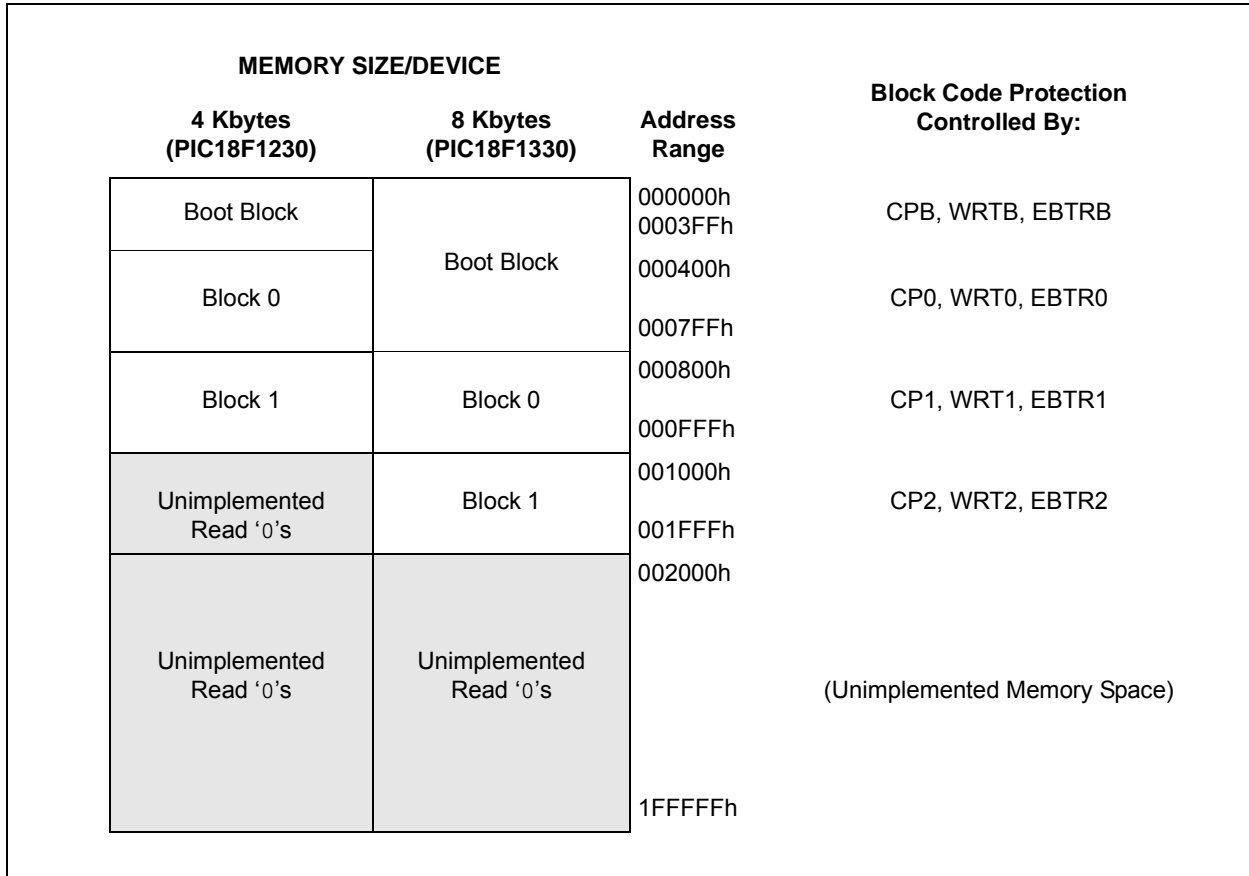 MEMORY SIZE/DEVICE
Block Code Protection
Controlled By:
4 Kbytes
(PIC18F1230)
8 Kbytes
(PIC18F1330)
Address
Range
Boot Block
Boot Block
000000h
0003FFh
CPB, WRTB, EBTRB
Block 0
000400h
0007FFh
CP0, WRT0, EBTR0
Block 1
Block 0
000800h
000FFFh
CP1, WRT1, EBTR1
Unimplemented
Read ‘0’s
Block 1
001000h
001FFFh
CP2, WRT2, EBTR2
Unimplemented
Read ‘0’s
Unimplemented
Read ‘0’s
002000h
1FFFFFh
(Unimplemented Memory Space)